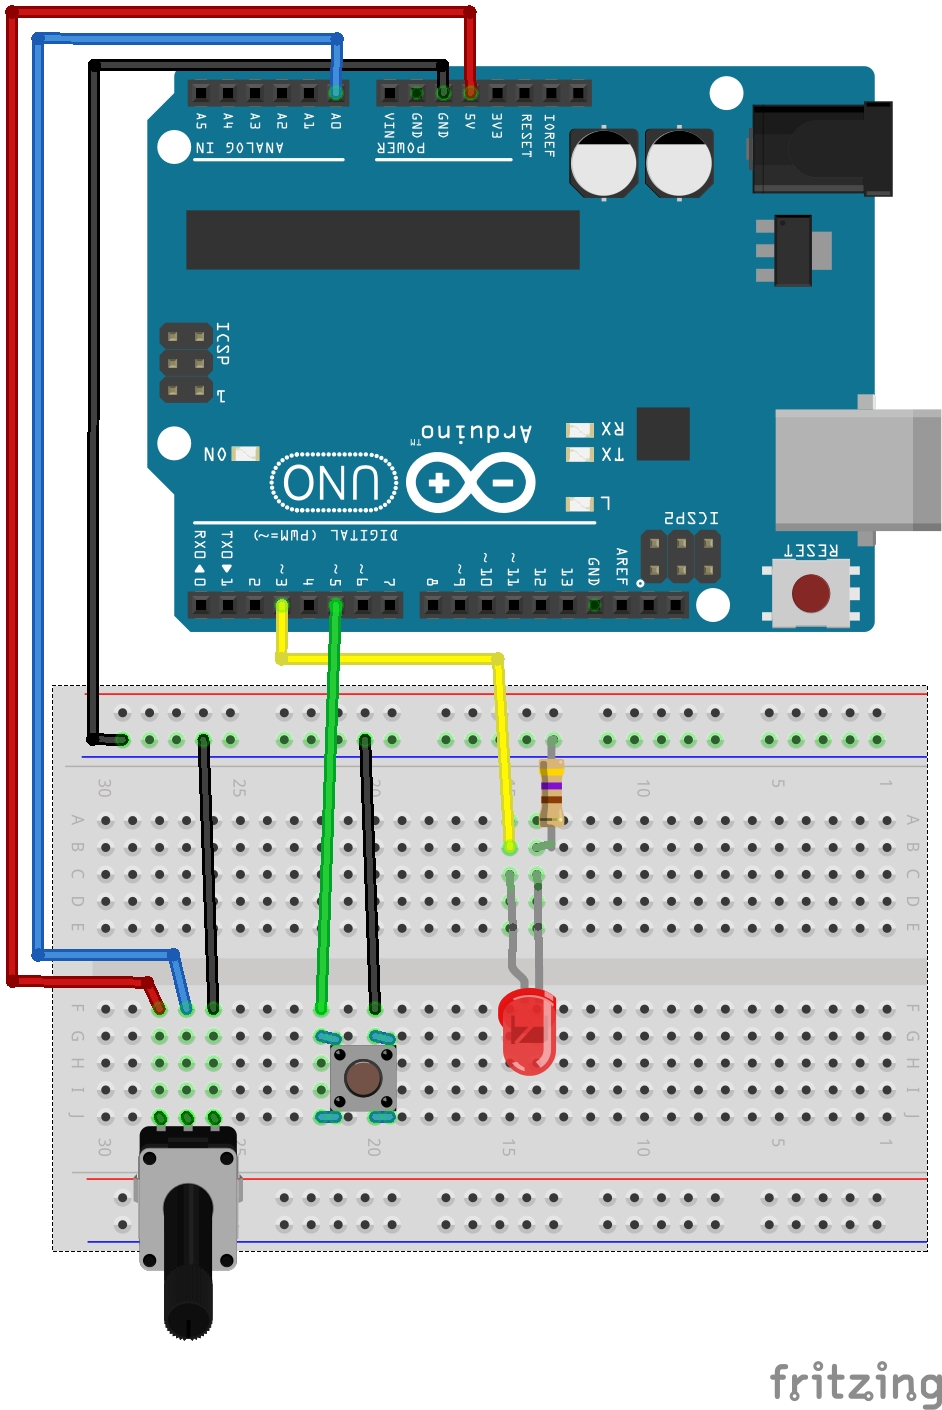 A5 A4 A3 A2 A1 A0
VIN GND GND 5V 3V3 RESET IOREF
ANALOG IN
POWER
ICSP
1
Arduino™
RX
TX
ON
UNO
L
ICSP2
DIGITAL (PWM=~)
RESET
RX0◀0 TX0▶1 2 ~3 4 ~5 ~6 7
8 ~9 ~10 ~11 12 13 GND AREF
30 25 20 15 10 5 1
A A
B B
C C
D D
E E
F F
G G
H H
I I
J J
30 25 20 15 10 5 1
fritzing